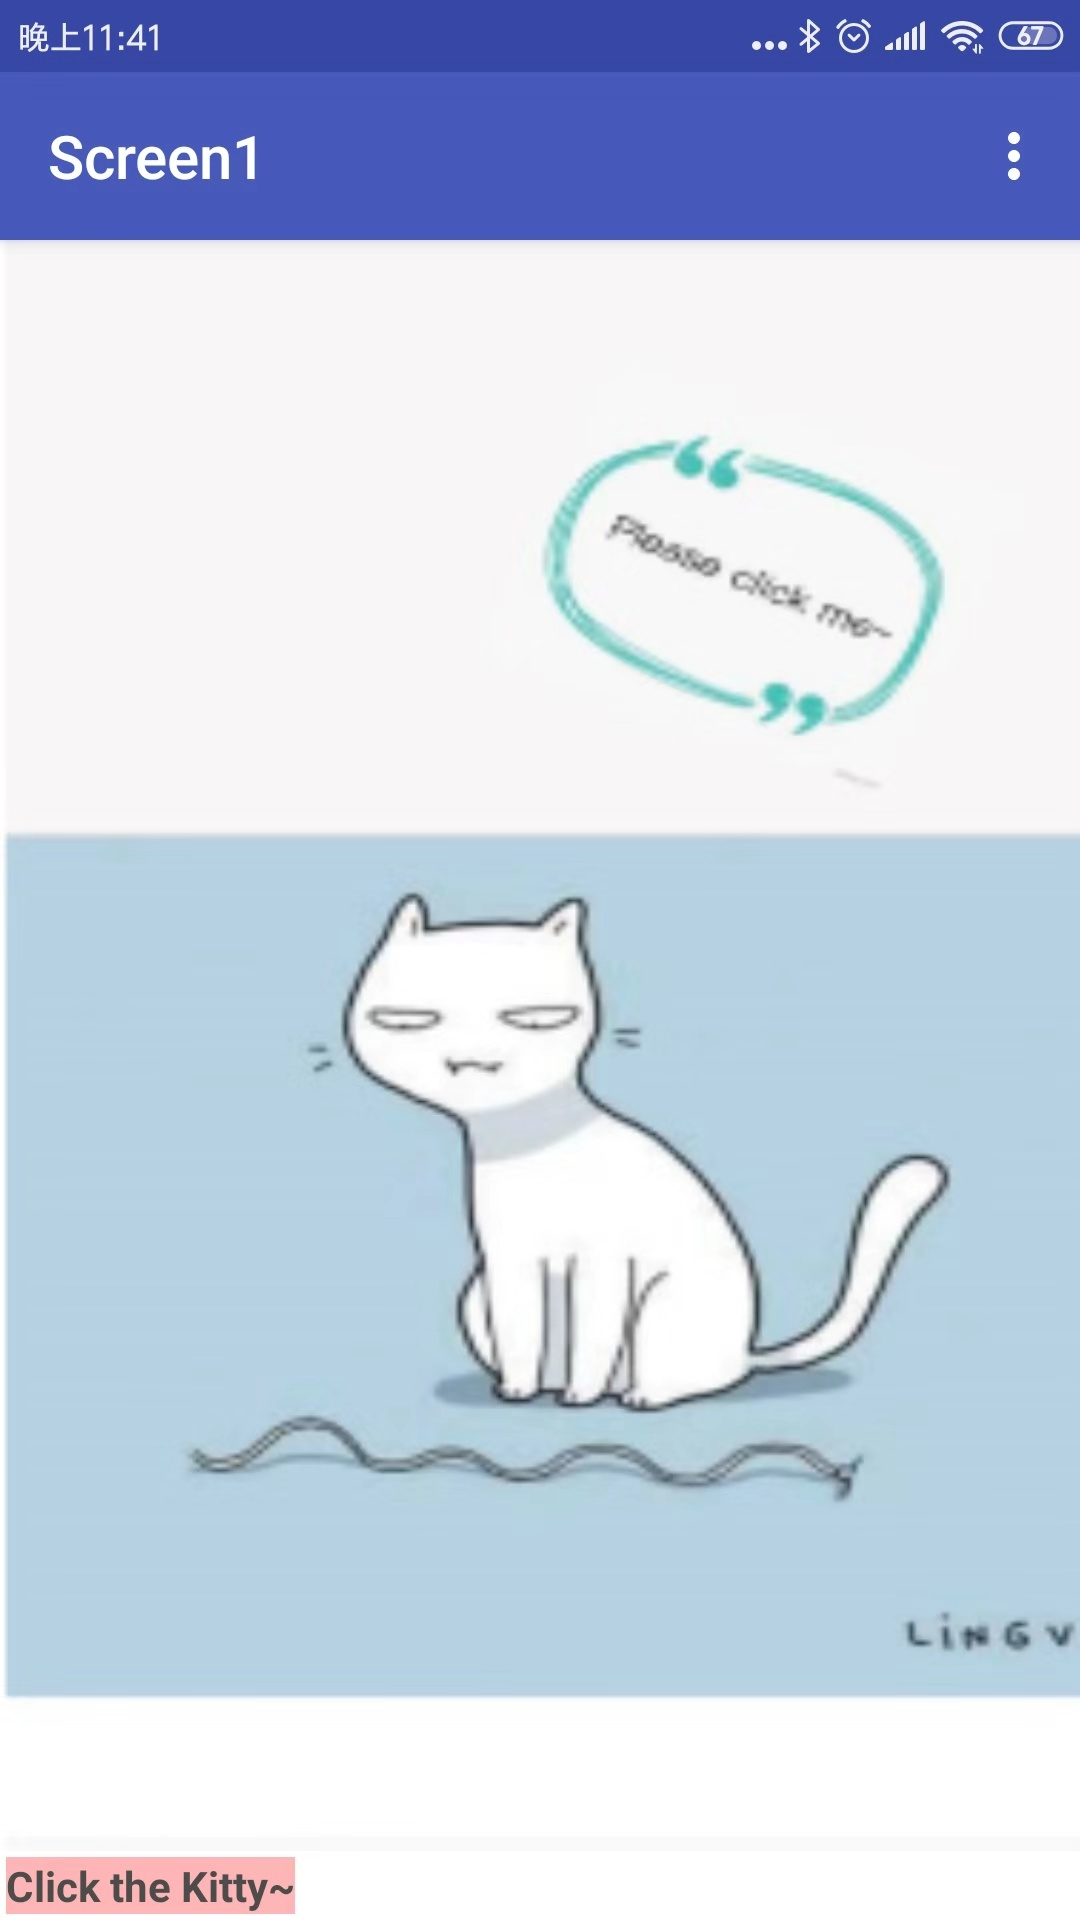 晚上11:41
67
Screen1
Please click me~
LiNGV
Click the Kitty~